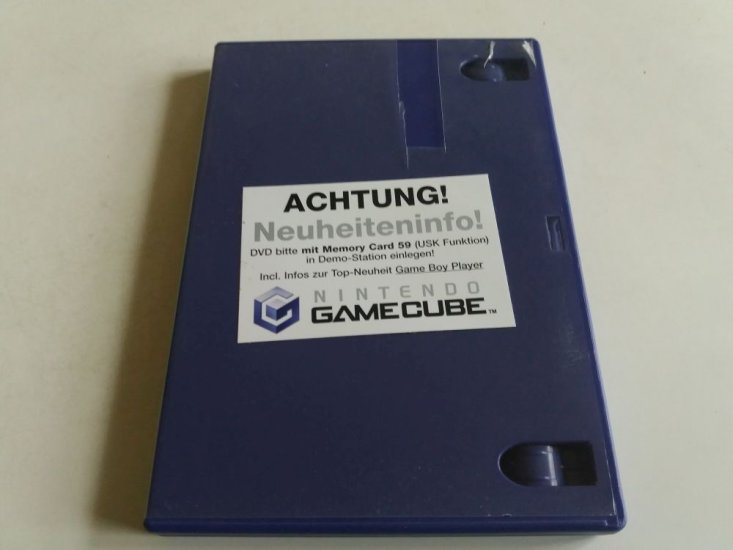 ACHTUNG!
Neuheiteninfo!
DVD bitte mit Memory Card 59 (USK Funktion)
in Demo-Station einlegen!
Incl. Infos zur Top-Neuheit Game Boy Player
NINTENDO
GAMECUBE™